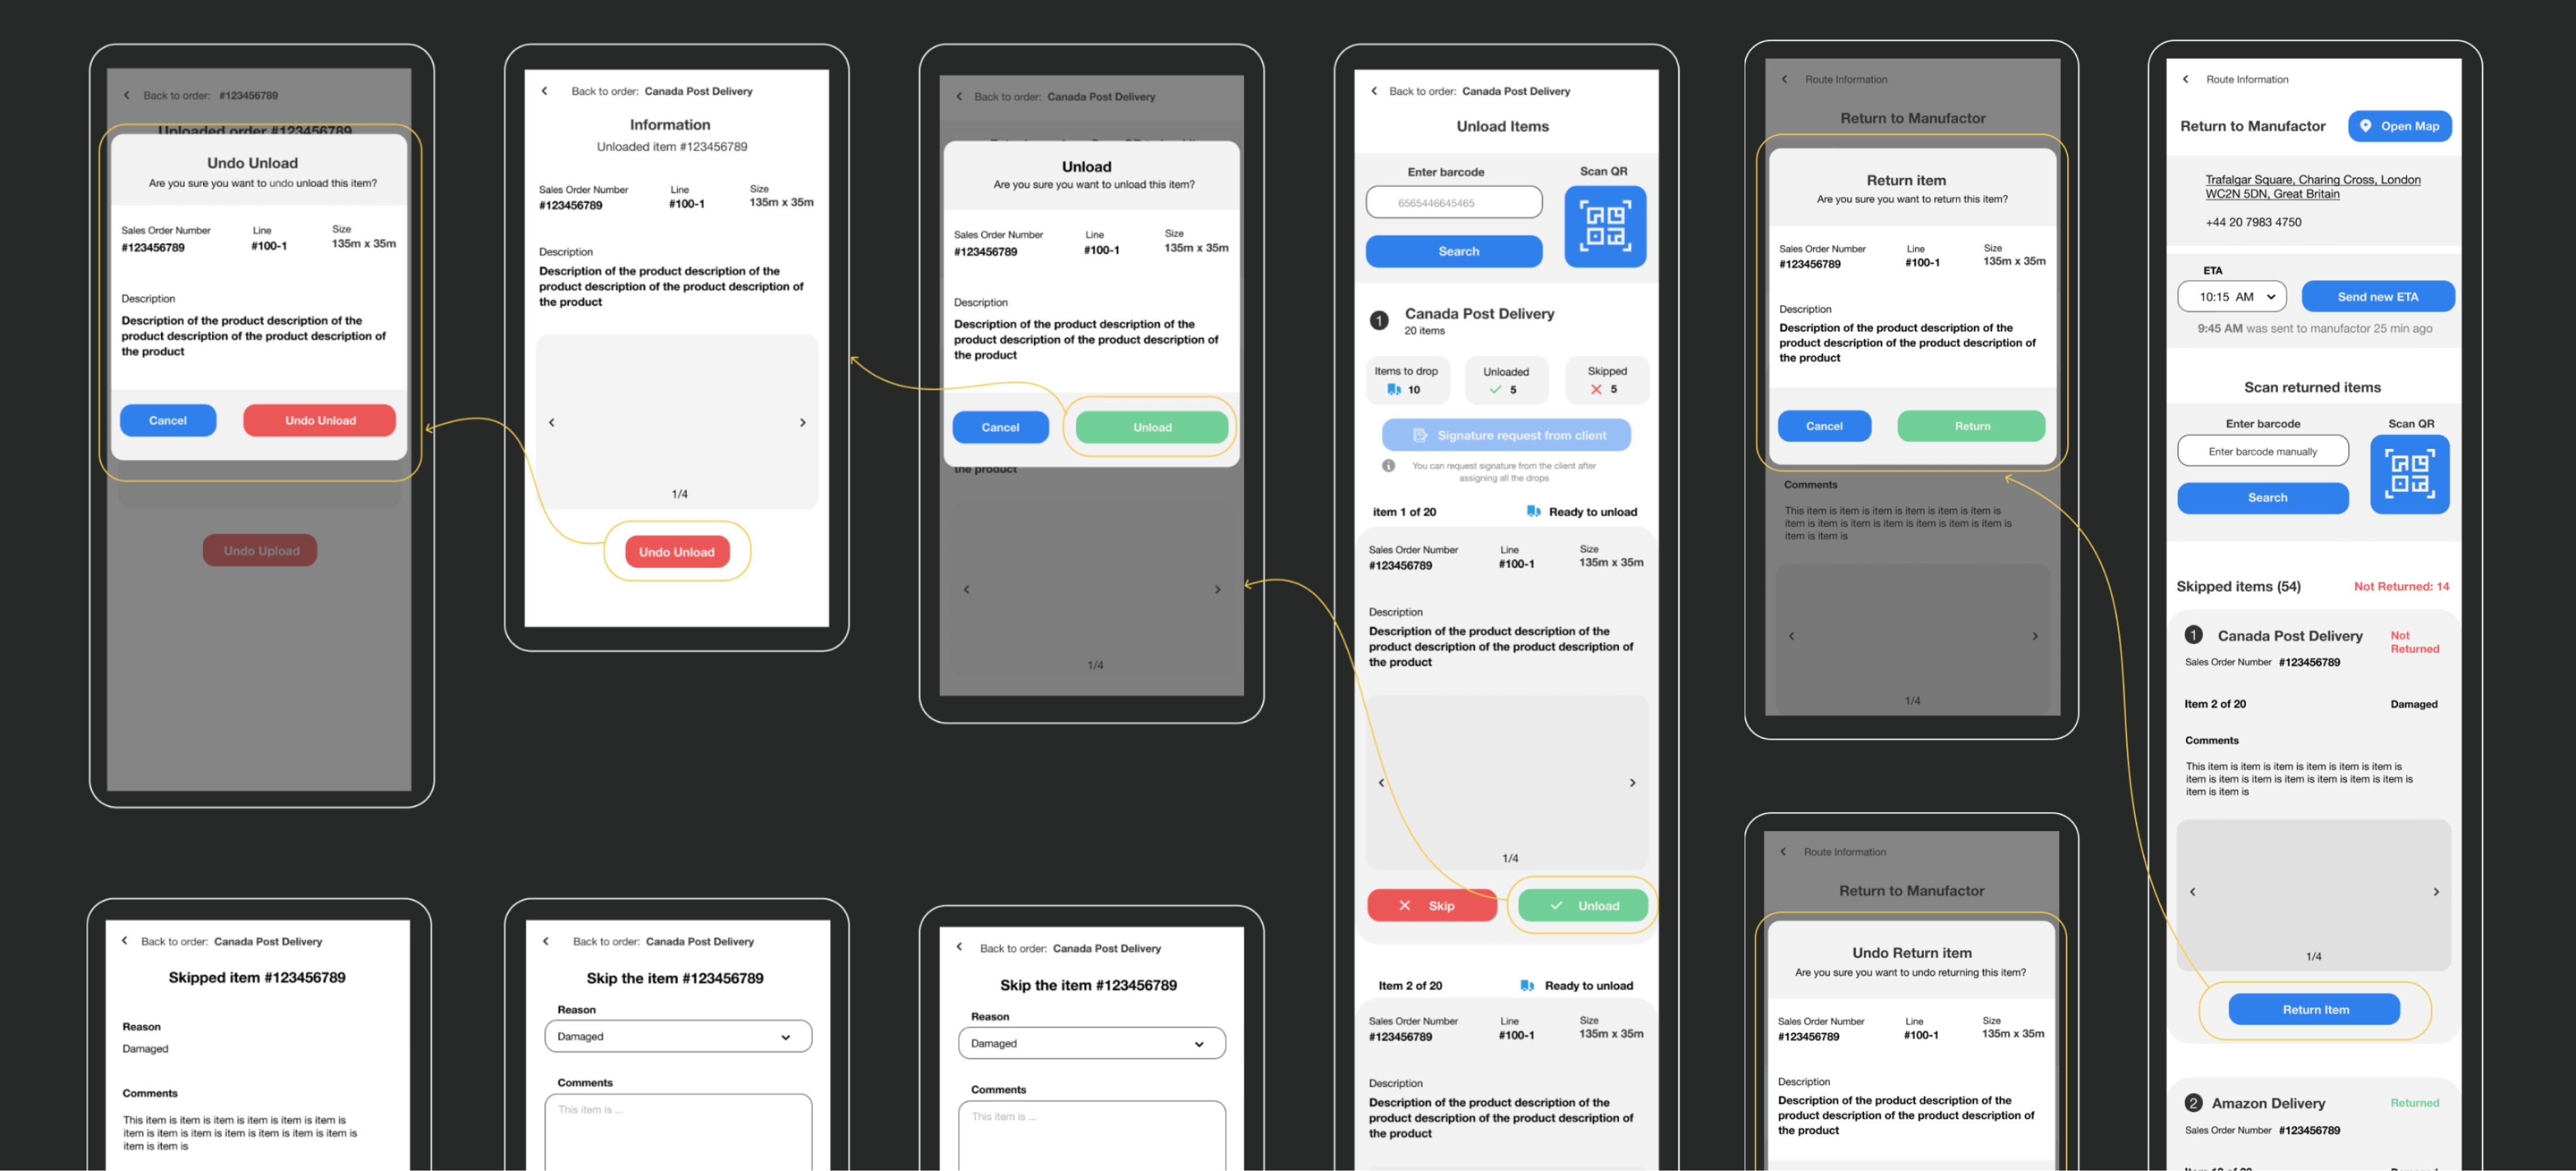 Back to order: #123456789
Unloaded order #123456789
Undo Unload
Are you sure you want to undo unload this item?
Sales Order Number
Line
Size
#123456789
#100-1
135m x 35m
Description
Description of the product description of the
product description of the product description of
the product
Cancel
Undo Unload
Undo Upload
Back to order: Canada Post Delivery
Information
Unloaded item #123456789
Sales Order Number
Line
Size
#123456789
#100-1
135m x 35m
Description
Description of the product description of the
product description of the product description of
the product
1/4
Undo Unload
Back to order: Canada Post Delivery
Unload
Are you sure you want to unload this item?
Sales Order Number
Line
Size
#123456789
#100-1
135m x 35m
Description
Description of the product description of the
product description of the product description of
the product
Cancel
Unload
the product
1/4
Back to order: Canada Post Delivery
Unload Items
Enter barcode
Scan QR
6565446645465
Search
1
Canada Post Delivery
20 items
Items to drop
10
Unloaded
5
Skipped
5
Signature request from client
You can request signature from the client after
assigning all the drops
item 1 of 20
Ready to unload
Sales Order Number
Line
Size
#123456789
#100-1
135m x 35m
Description
Description of the product description of the
product description of the product description of
the product
1/4
Skip
Unload
Item 2 of 20
Ready to unload
Sales Order Number
Line
Size
#123456789
#100-1
135m x 35m
Description
Description of the product description of the
product description of the product description of
the product
Route Information
Return to Manufactor
Return item
Are you sure you want to return this item?
Sales Order Number
Line
Size
#123456789
#100-1
135m x 35m
Description
Description of the product description of the
product description of the product description of
the product
Cancel
Return
Comments
This item is item is item is item is item is item is
item is item is item is item is item is item is item is
item is item is
1/4
Route Information
Return to Manufactor
Open Map
Trafalgar Square, Charing Cross, London
WC2N 5DN, Great Britain
+44 20 7983 4750
ETA
10:15 AM
Send new ETA
9:45 AM was sent to manufactor 25 min ago
Scan returned items
Enter barcode
Scan QR
Enter barcode manually
Search
Skipped items (54)
Not Returned: 14
1
Canada Post Delivery
Not
Returned
Sales Order Number #123456789
Item 2 of 20
Damaged
Comments
This item is item is item is item is item is item is
item is item is item is item is item is item is item is
item is item is
1/4
Return Item
2
Amazon Delivery
Returned
Sales Order Number #123456789
Back to order: Canada Post Delivery
Skipped item #123456789
Reason
Damaged
Comments
This item is item is item is item is item is item is
item is item is item is item is item is item is item is
item is item is
Back to order: Canada Post Delivery
Skip the item #123456789
Reason
Damaged
Comments
This item is ...
Back to order: Canada Post Delivery
Skip the item #123456789
Reason
Damaged
Comments
This item is ...
Route Information
Return to Manufactor
Undo Return item
Are you sure you want to undo returning this item?
Sales Order Number
Line
Size
#123456789
#100-1
135m x 35m
Description
Description of the product description of the
product description of the product description of
the product